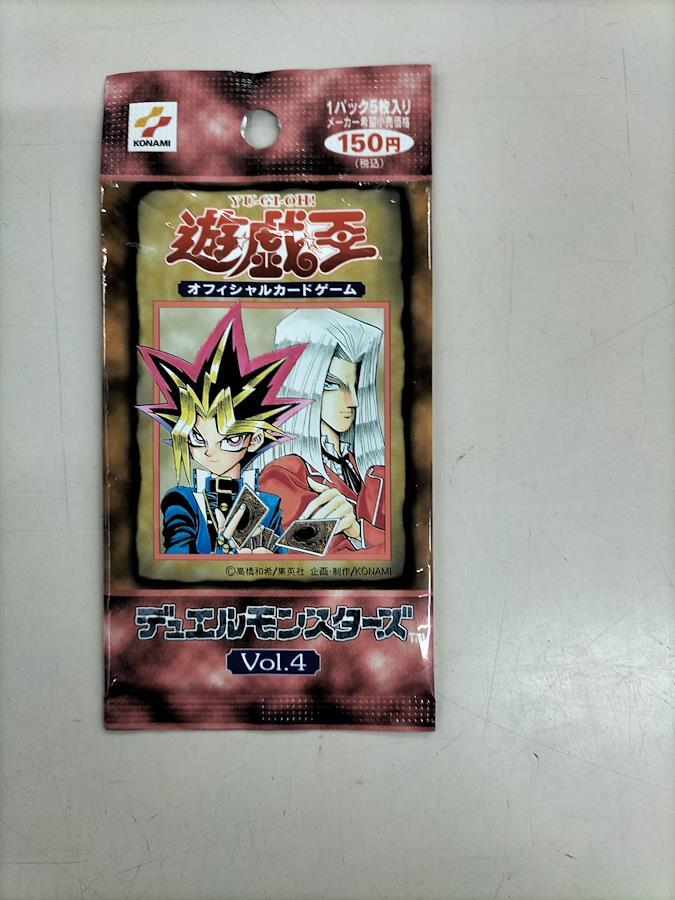 KONAMI
1パック5枚入り
メーカー希望小売価格
150円
(税込)
YU-GI-OH!
遊☆戯☆王
オフィシャルカードゲーム
©高橋和希/集英社 企画・制作/KONAMI
デュエルモンスターズ™
Vol.4